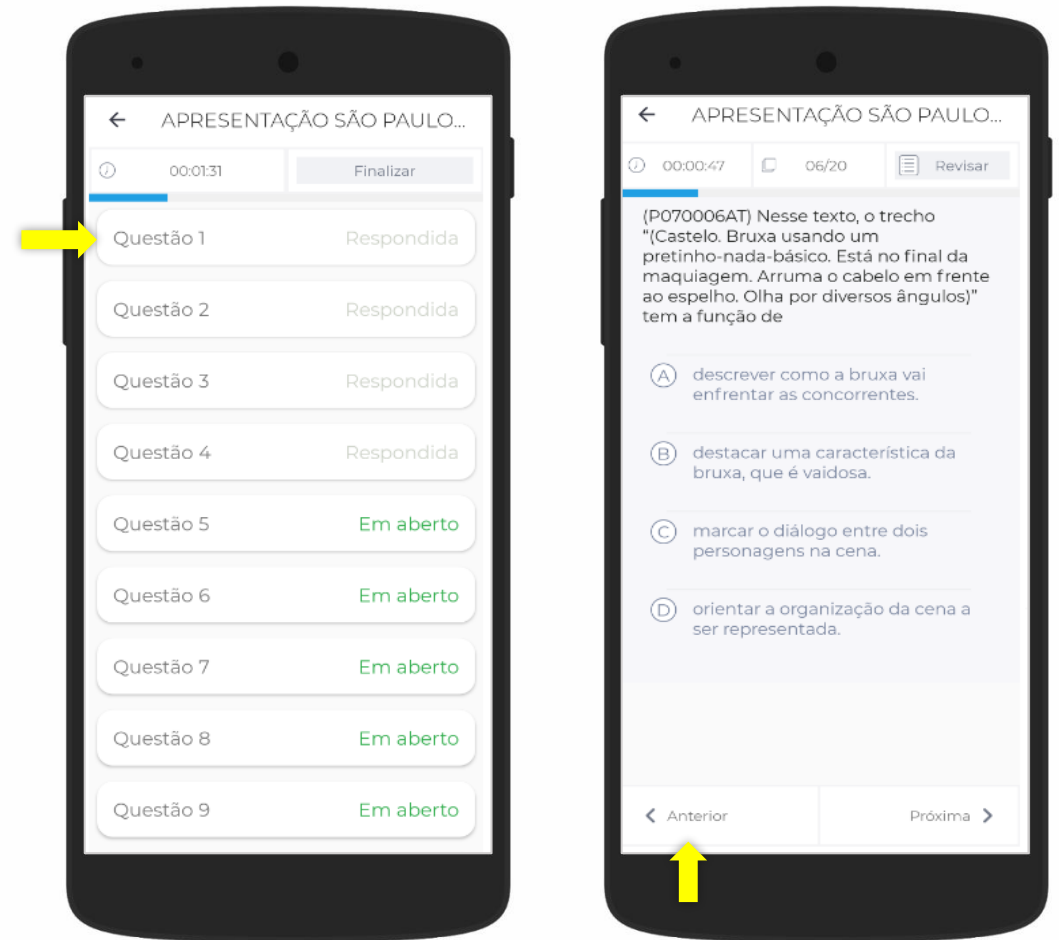 APRESENTAÇÃO SÃO PAULO...
00:01:31
Finalizar
Questão 1 Respondida
Questão 2 Respondida
Questão 3 Respondida
Questão 4 Respondida
Questão 5 Em aberto
Questão 6 Em aberto
Questão 7 Em aberto
Questão 8 Em aberto
Questão 9 Em aberto
APRESENTAÇÃO SÃO PAULO...
00:00:47
06/20
Revisar
(P070006AT) Nesse texto, o trecho
“(Castelo. Bruxa usando um
pretinho-nada-básico. Está no final da
maquiagem. Arruma o cabelo em frente
ao espelho. Olha por diversos ângulos)”
tem a função de
A descrever como a bruxa vai
enfrentar as concorrentes.
B destacar uma característica da
bruxa, que é vaidosa.
C marcar o diálogo entre dois
personagens na cena.
D orientar a organização da cena a
ser representada.
Anterior
Próxima